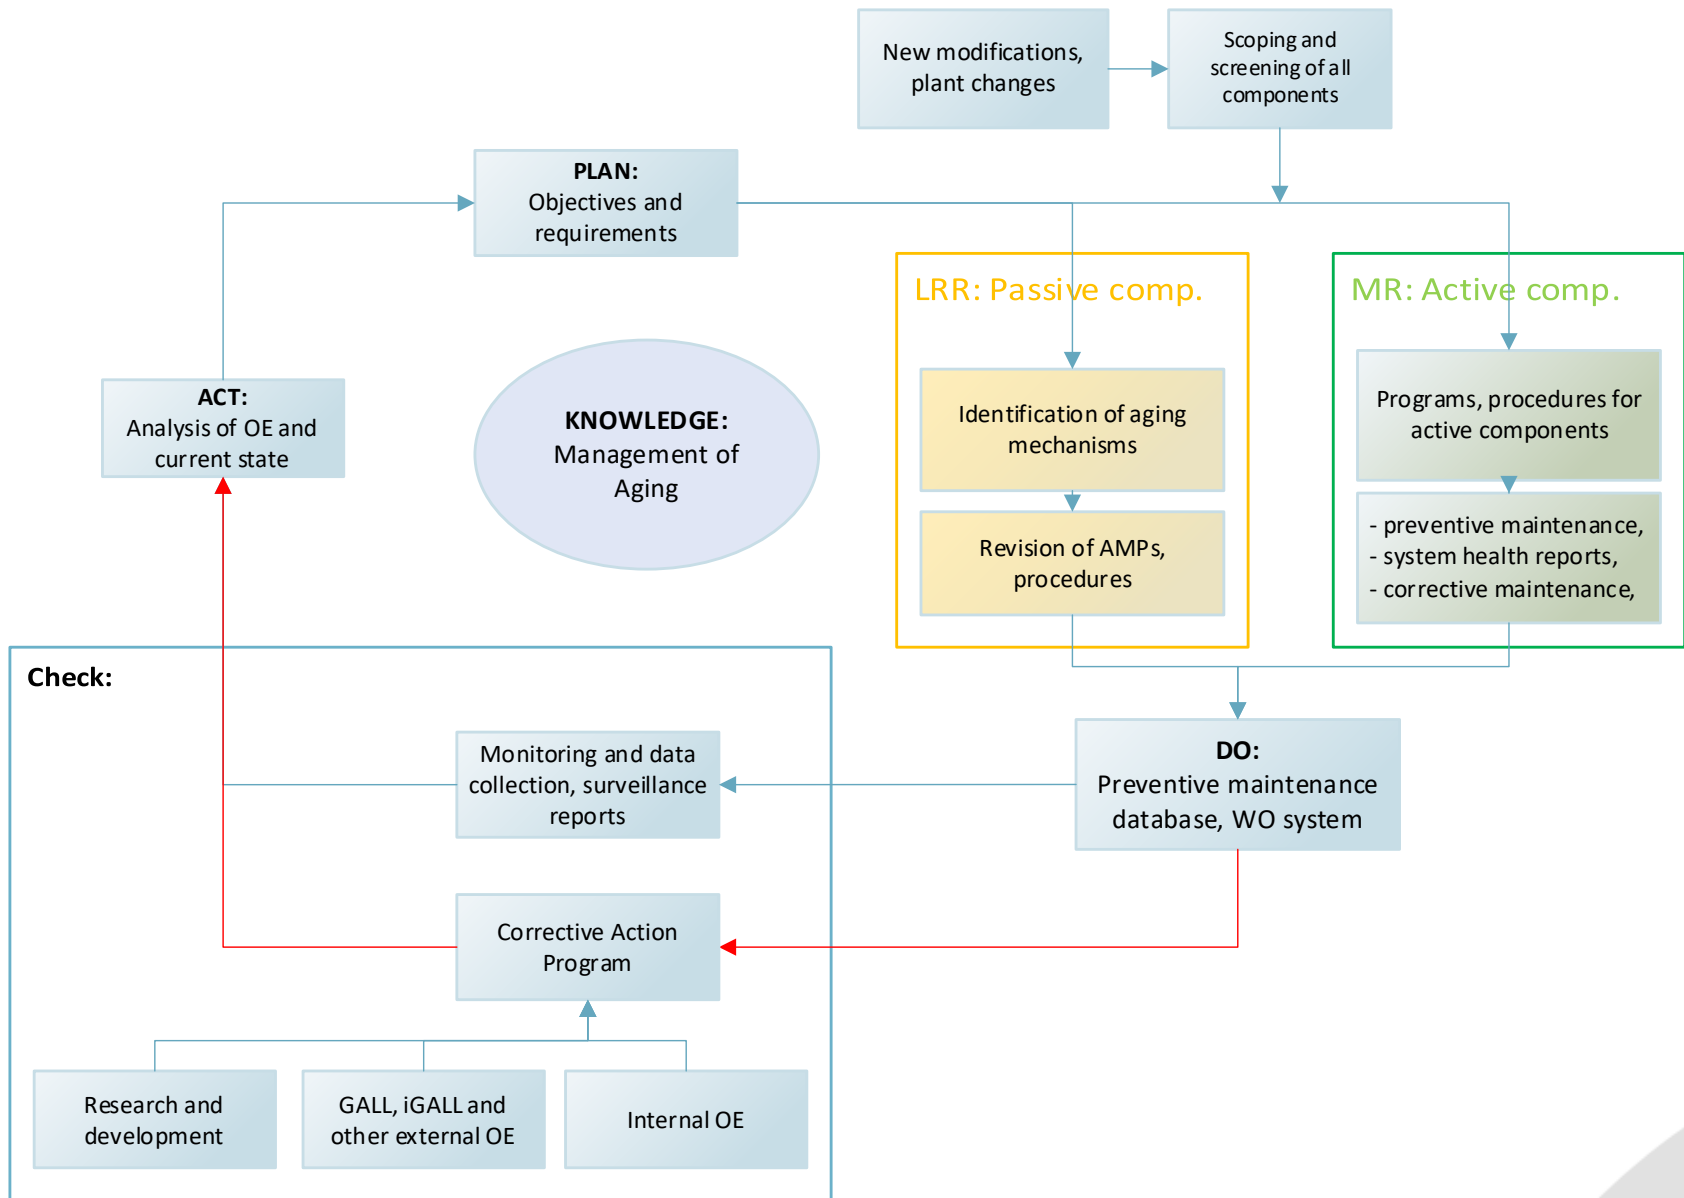 New modifications,
plant changes
Scoping and
screening of all
components
PLAN:
Objectives and
requirements
LRR: Passive comp.
MR: Active comp.
ACT:
Analysis of OE and
current state
KNOWLEDGE:
Management of
Aging
Identification of aging
mechanisms
Programs, procedures for
active components
Revision of AMPs,
procedures
- preventive maintenance,
- system health reports,
- corrective maintenance,
Check:
Monitoring and data
collection, surveillance
reports
DO:
Preventive maintenance
database, WO system
Corrective Action
Program
Research and
development
GALL, iGALL and
other external OE
Internal OE